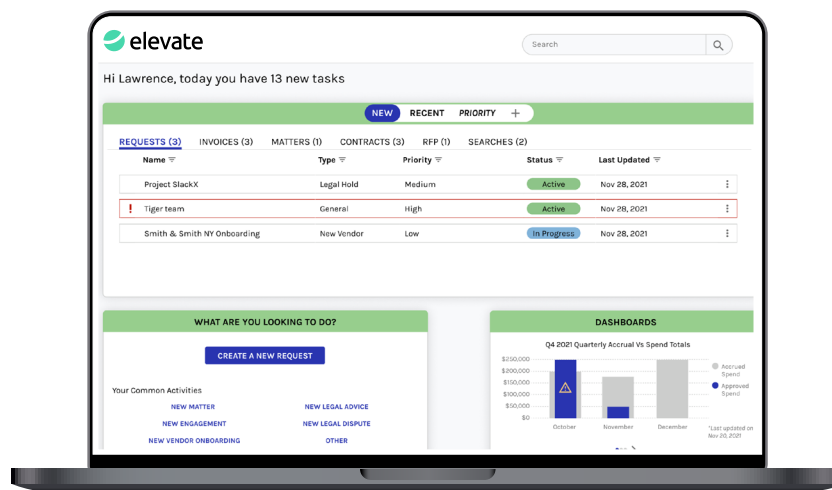 elevate
Search
Hi Lawrence, today you have 13 new tasks
NEW RECENT PRIORITY +
REQUESTS (3) INVOICES (3) MATTERS (1) CONTRACTS (3) RFP (1) SEARCHES (2)
Name Type Priority Status Last Updated
Project SlackX Legal Hold Medium Active Nov 28, 2021
! Tiger team General High Active Nov 28, 2021
Smith & Smith NY Onboarding New Vendor Low In Progress Nov 28, 2021
WHAT ARE YOU LOOKING TO DO?
CREATE A NEW REQUEST
Your Common Activities
NEW MATTER NEW LEGAL ADVICE
NEW ENGAGEMENT NEW LEGAL DISPUTE
NEW VENDOR ONBOARDING OTHER
DASHBOARDS
Q4 2021 Quarterly Accrual Vs Spend Totals
$250,000
$200,000
$150,000
$100,000
$50,000
$0
October November December
Accrued
Spend
Approved
Spend
*Last updated on
Nov 20, 2021